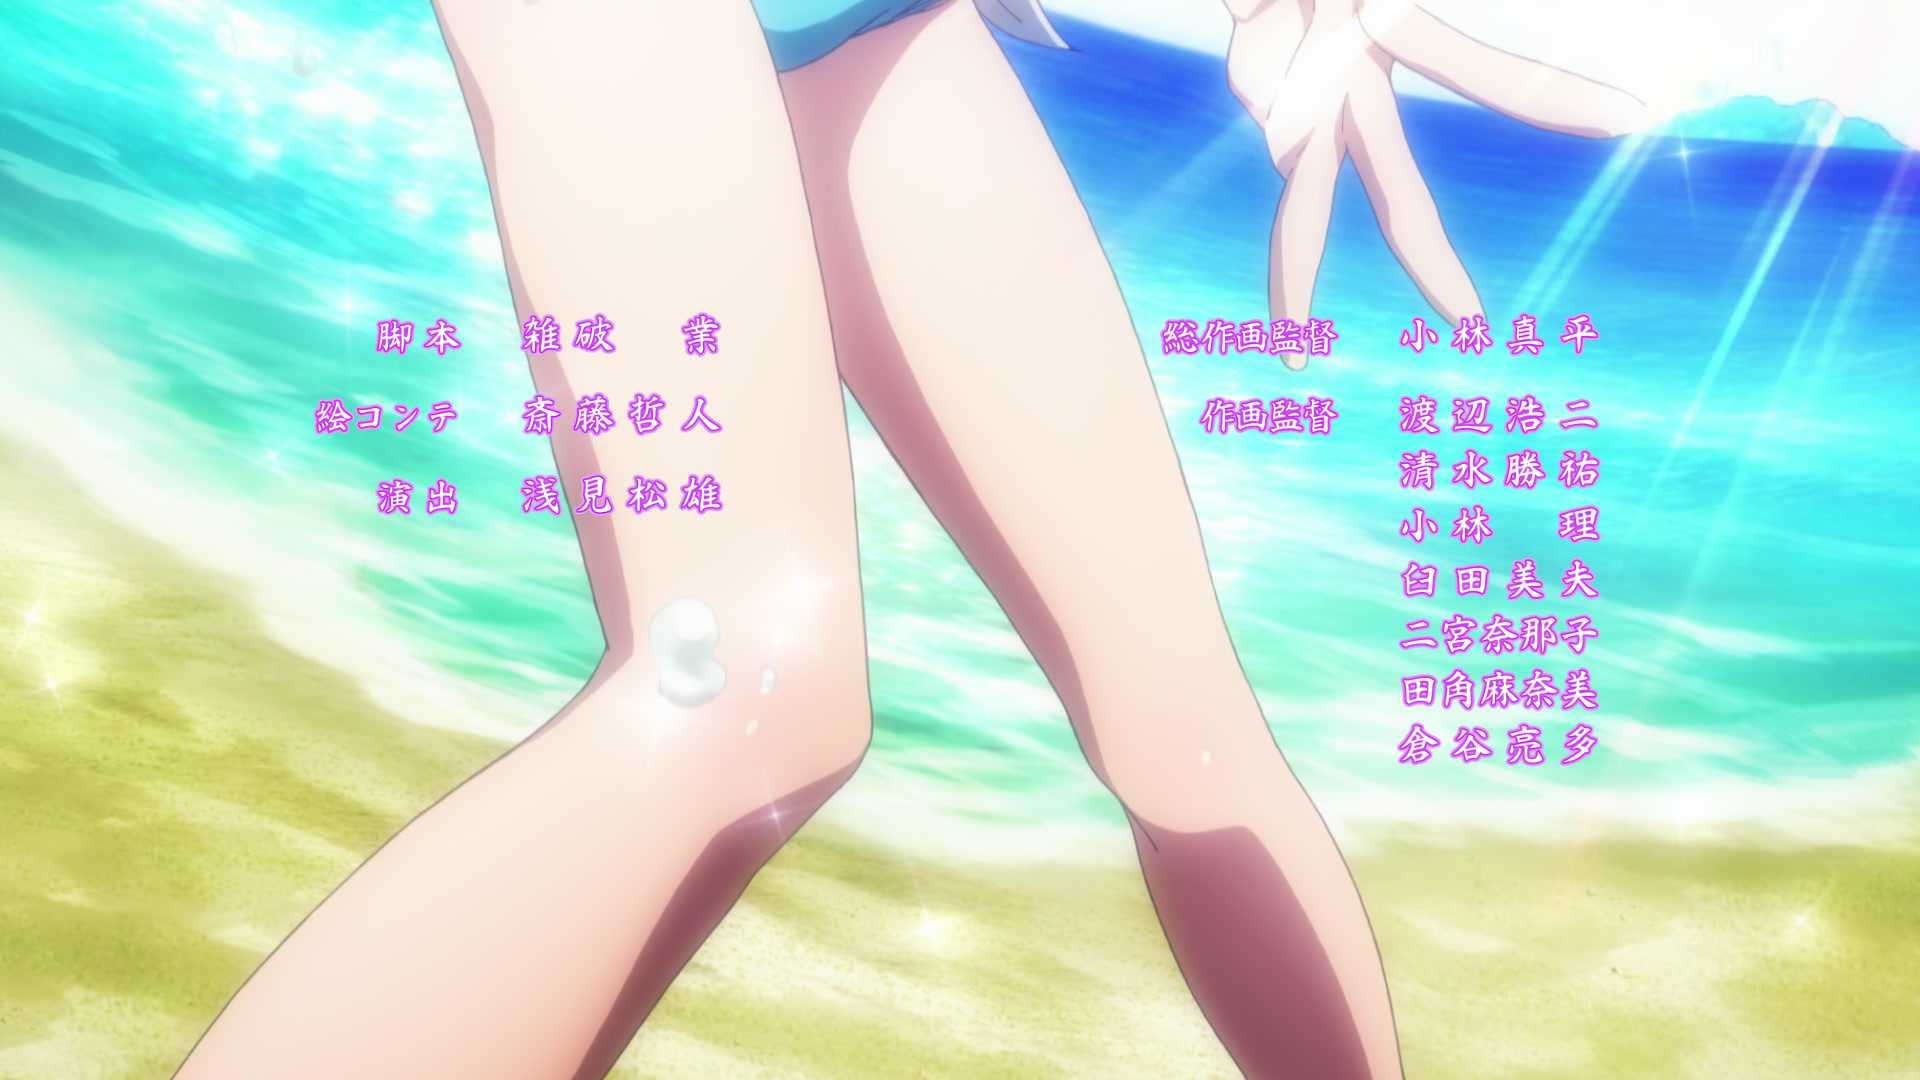 脚本 雑破 業
絵コンテ 斎藤哲人
演出 浅見松雄
総作画監督 小林真平
作画監督 渡辺浩二
清水勝祐
小林 理
臼田美夫
二宮奈那子
田角麻奈美
倉谷亮多